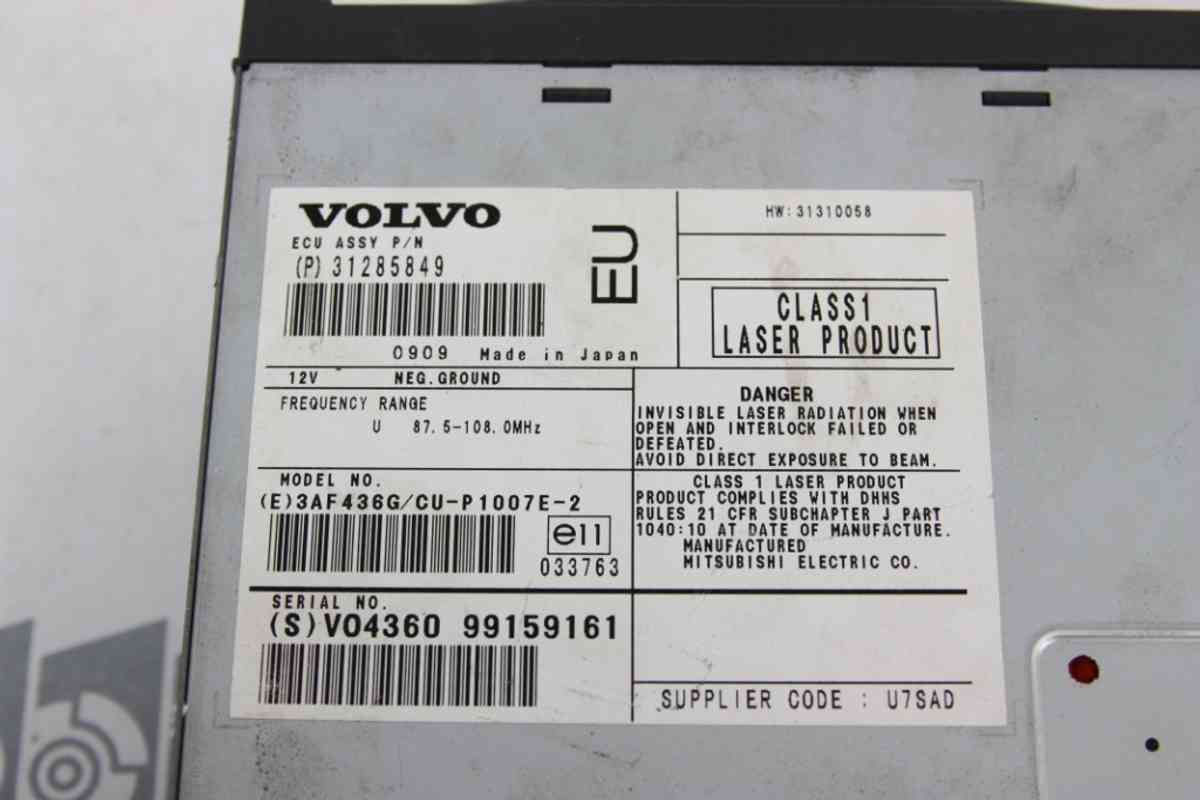 VOLVO
ECU ASSY P/N
(P) 31285849
EU
0909 Made in Japan
HW:31310058
CLASS1
LASER PRODUCT
12V NEG.GROUND
FREQUENCY RANGE
U 87.5-108.0MHz
DANGER
INVISIBLE LASER RADIATION WHEN
OPEN AND INTERLOCK FAILED OR
DEFEATED.
AVOID DIRECT EXPOSURE TO BEAM.
MODEL NO.
(E)3AF436G/CU-P1007E-2
e11
033763
CLASS 1 LASER PRODUCT
PRODUCT COMPLIES WITH DHHS
RULES 21 CFR SUBCHAPTER J PART
1040:10 AT DATE OF MANUFACTURE.
MANUFACTURED
MITSUBISHI ELECTRIC CO.
SERIAL NO.
(S)VO4360 99159161
SUPPLIER CODE : U7SAD